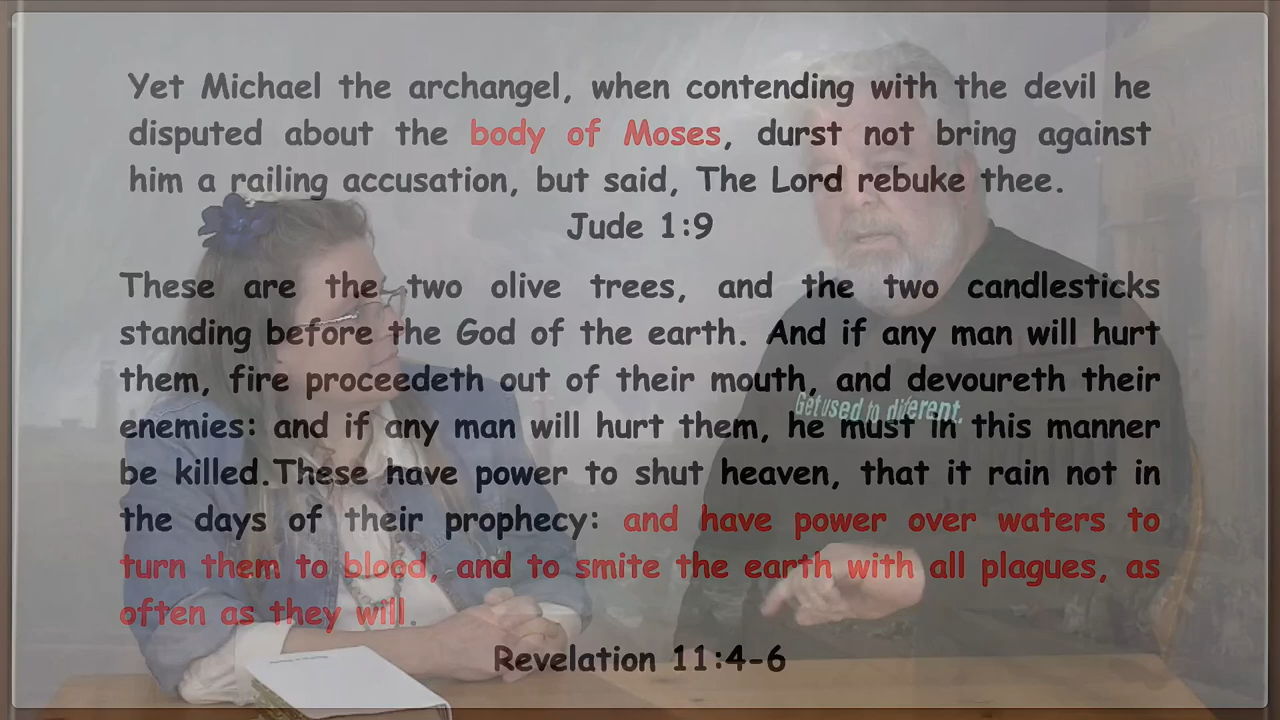 Yet Michael the archangel, when contending with the devil he
disputed about the body of Moses, durst not bring against
him a railing accusation, but said, The Lord rebuke thee.
Jude 1:9
These are the two olive trees, and the two candlesticks
standing before the God of the earth. And if any man will hurt
them, fire proceedeth out of their mouth, and devoureth their
enemies: and if any man will hurt them, he must in this manner
be killed.These have power to shut heaven, that it rain not in
the days of their prophecy: and have power over waters to
turn them to blood, and to smite the earth with all plagues, as
often as they will.
Revelation 11:4-6
Get used to diferent.